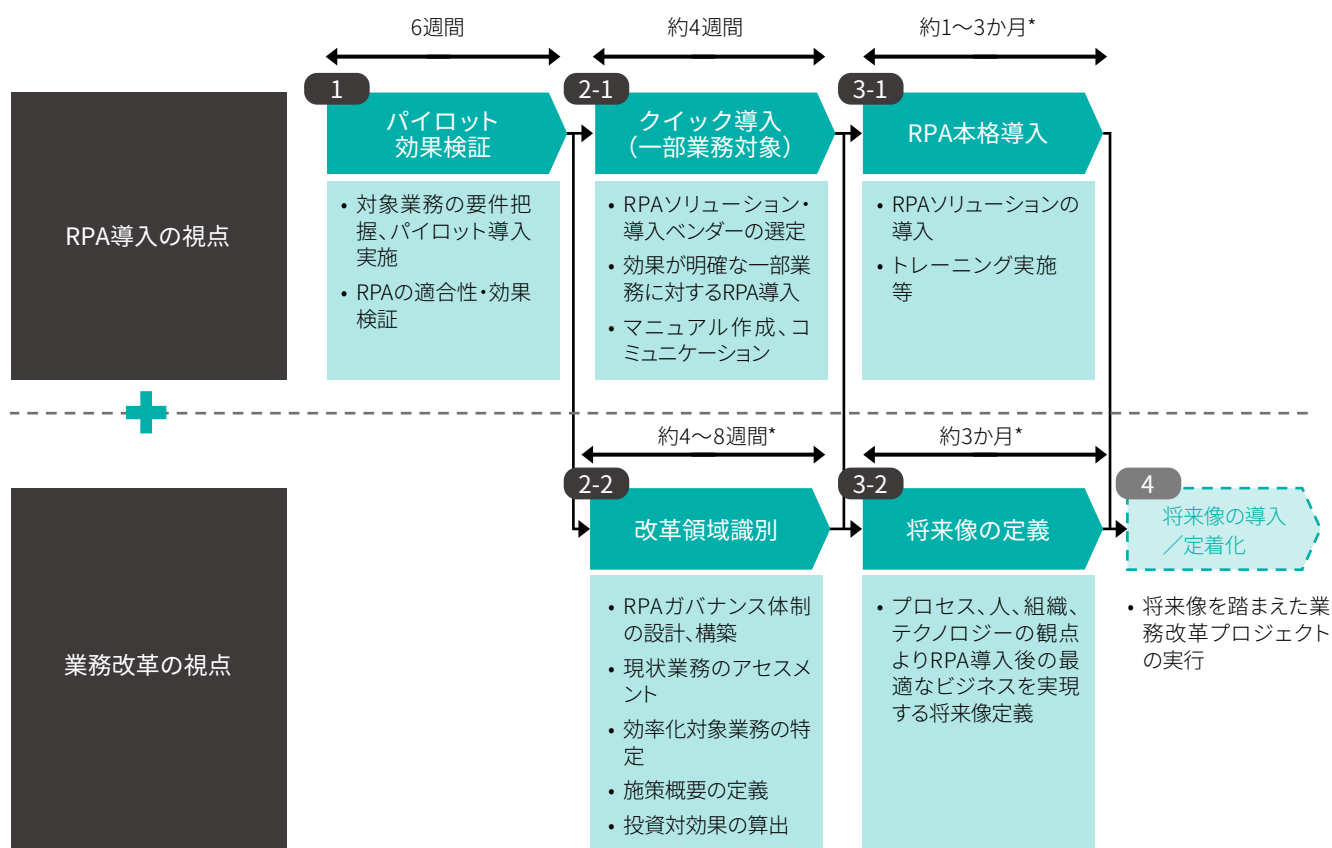 6週間
約4週間
約1～3か月*
RPA導入の視点
1
パイロット
効果検証
• 対象業務の要件把
握、パイロット導入
実施
• RPAの適合性・効果
検証
2-1
クイック導入
（一部業務対象）
• RPAソリューション・
導入ベンダーの選定
• 効果が明確な一部業
務に対するRPA導入
• マニュアル作成、コ
ミュニケーション
3-1
RPA本格導入
• RPAソリューションの
導入
• トレーニング実施
等
約4～8週間*
約3か月*
業務改革の視点
2-2
改革領域識別
• RPAガバナンス体制
の設計、構築
• 現状業務のアセスメ
ント
• 効率化対象業務の特
定
• 施策概要の定義
• 投資対効果の算出
3-2
将来像の定義
• プロセス、人、組織、
テクノロジーの観点
よりRPA導入後の最
適なビジネスを実現
する将来像定義
4
将来像の導入
／定着化
• 将来像を踏まえた業
務改革プロジェクト
の実行